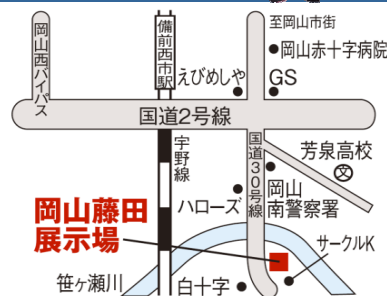 至岡山市街
岡山西バイパス
備前西市駅
岡山赤十字病院
えびめしや
GS
国道2号線
宇野線
国道30号線
芳泉高校
文
岡山
南警察署
ハローズ
岡山藤田
展示場
サークルK
笹ヶ瀬川
白十字